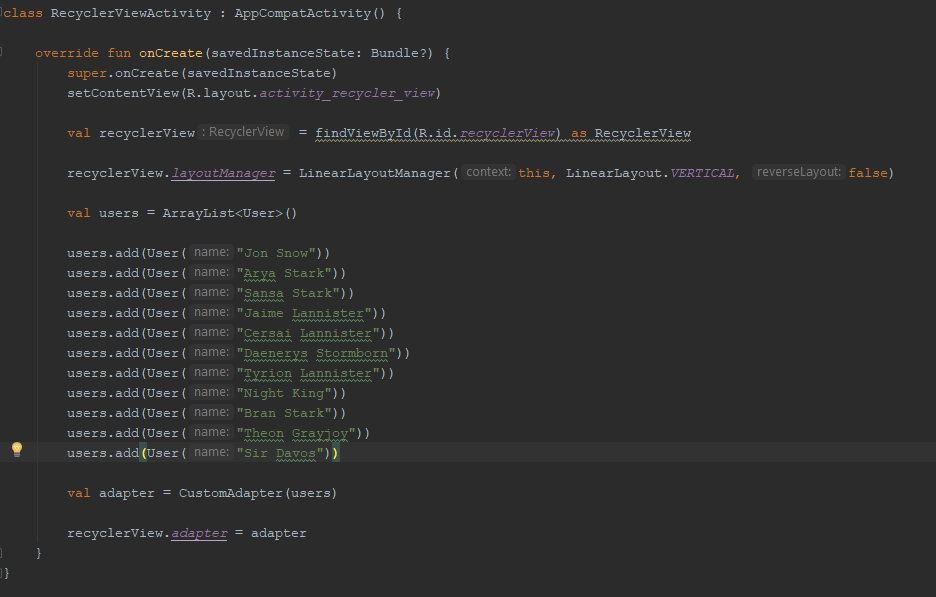 class RecyclerViewActivity : AppCompatActivity() {
override fun onCreate(savedInstanceState: Bundle?) {
super.onCreate(savedInstanceState)
setContentView(R.layout.activity_recycler_view)
val recyclerView : RecyclerView = findViewById(R.id.recyclerView) as RecyclerView
recyclerView.layoutManager = LinearLayoutManager( context: this, LinearLayout.VERTICAL, reverseLayout: false)
val users = ArrayList<User>()
users.add(User( name: "Jon Snow"))
users.add(User( name: "Arya Stark"))
users.add(User( name: "Sansa Stark"))
users.add(User( name: "Jaime Lannister"))
users.add(User( name: "Cersai Lannister"))
users.add(User( name: "Daenerys Stormborn"))
users.add(User( name: "Tyrion Lannister"))
users.add(User( name: "Night King"))
users.add(User( name: "Bran Stark"))
users.add(User( name: "Theon Grayjoy"))
users.add(User( name: "Sir Davos"))
val adapter = CustomAdapter(users)
recyclerView.adapter = adapter
}
}